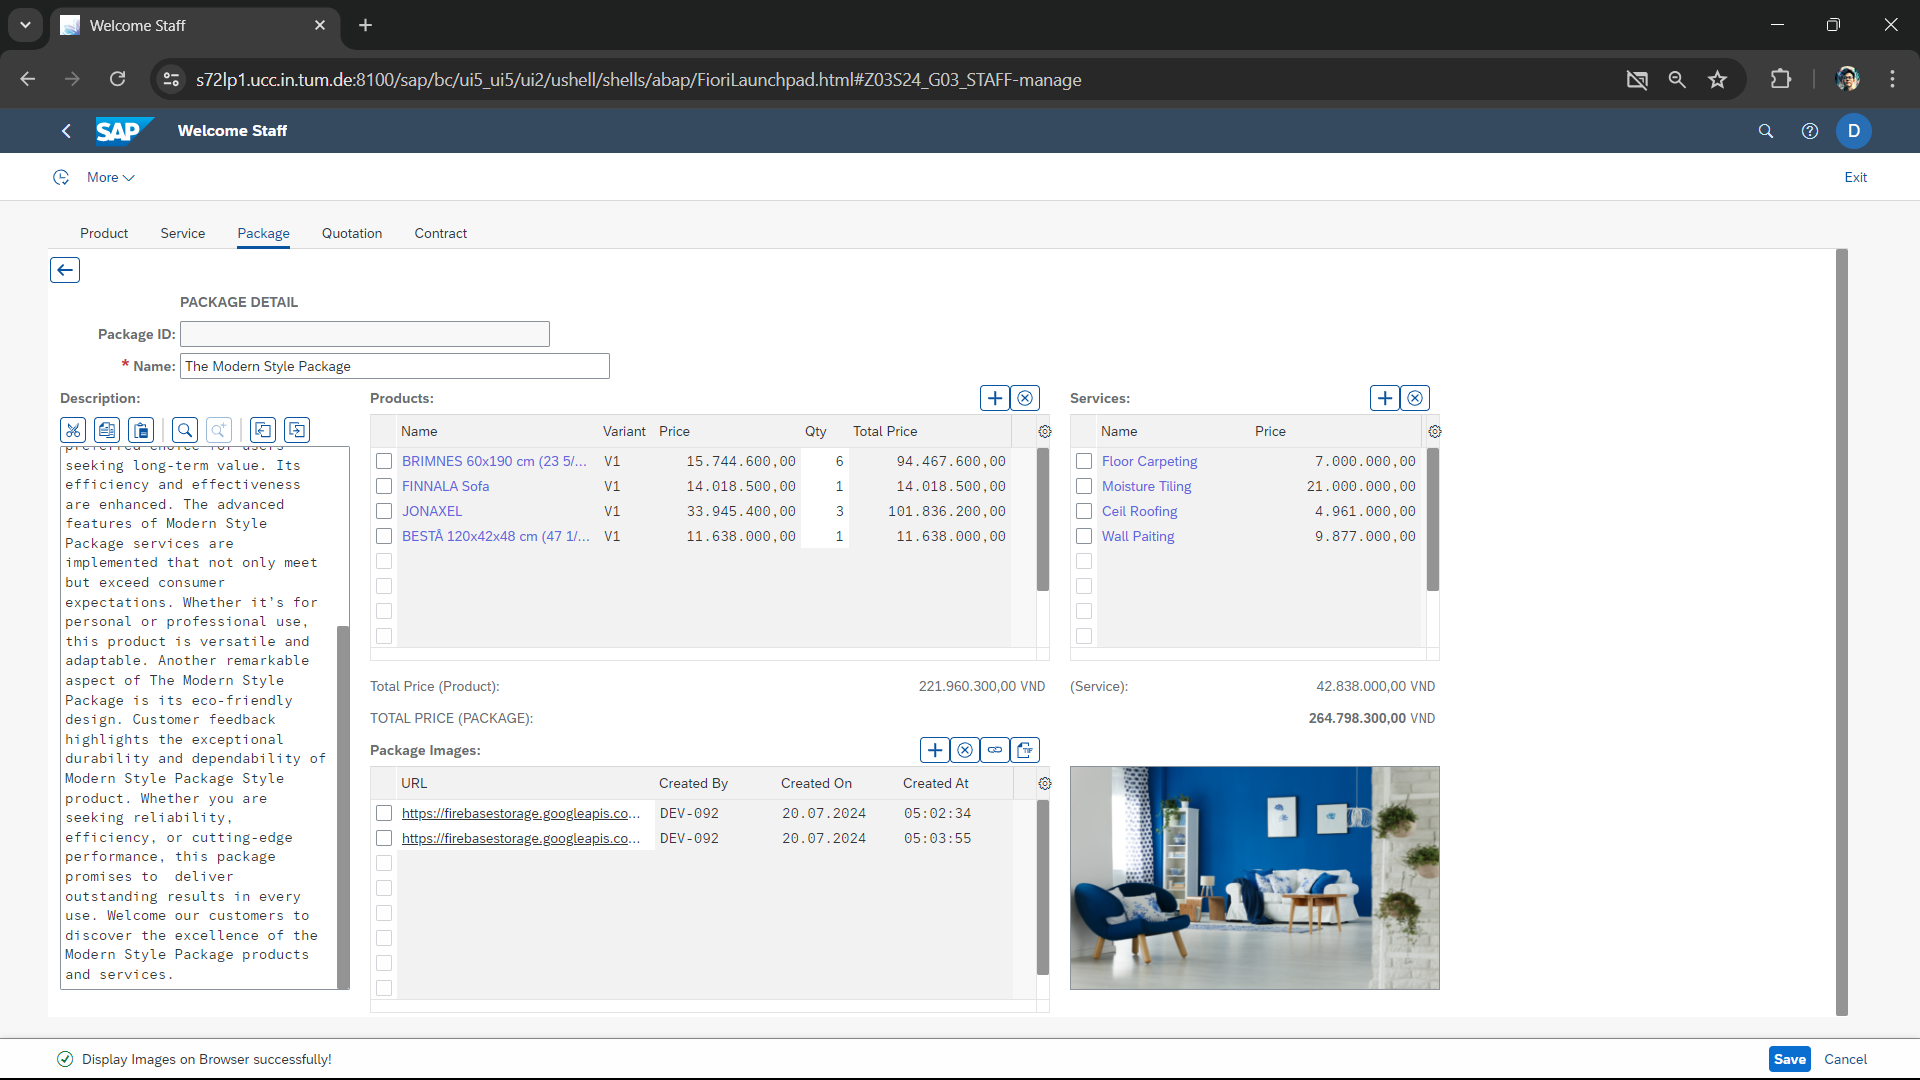 Welcome Staff
s72lp1.ucc.in.tum.de:8100/sap/bc/ui5_ui5/ui2/ushell/shells/abap/FioriLaunchpad.html#Z03S24_G03_STAFF-manage
SAP Welcome Staff D
More Exit
Product Service Package Quotation Contract
PACKAGE DETAIL
Package ID:
* Name: The Modern Style Package
Description:
seeking long-term value. Its
efficiency and effectiveness
are enhanced. The advanced
features of Modern Style
Package services are
implemented that not only meet
but exceed consumer
expectations. Whether it’s for
personal or professional use,
this product is versatile and
adaptable. Another remarkable
aspect of The Modern Style
Package is its eco-friendly
design. Customer feedback
highlights the exceptional
durability and dependability of
Modern Style Package Style
product. Whether you are
seeking reliability,
efficiency, or cutting-edge
performance, this package
promises to  deliver
outstanding results in every
use. Welcome our customers to
discover the excellence of the
Modern Style Package products
and services.
Products:
Name Variant Price Qty Total Price
BRIMNES 60x190 cm (23 5/... V1 15.744.600,00 6 94.467.600,00
FINNALA Sofa V1 14.018.500,00 1 14.018.500,00
JONAXEL V1 33.945.400,00 3 101.836.200,00
BESTÅ 120x42x48 cm (47 1/... V1 11.638.000,00 1 11.638.000,00
Services:
Name Price
Floor Carpeting 7.000.000,00
Moisture Tiling 21.000.000,00
Ceil Roofing 4.961.000,00
Wall Paiting 9.877.000,00
Total Price (Product): 221.960.300,00 VND (Service): 42.838.000,00 VND
TOTAL PRICE (PACKAGE): 264.798.300,00 VND
Package Images:
TIF
URL Created By Created On Created At
https://firebasestorage.googleapis.co... DEV-092 20.07.2024 05:02:34
https://firebasestorage.googleapis.co... DEV-092 20.07.2024 05:03:55
Display Images on Browser successfully! Save Cancel